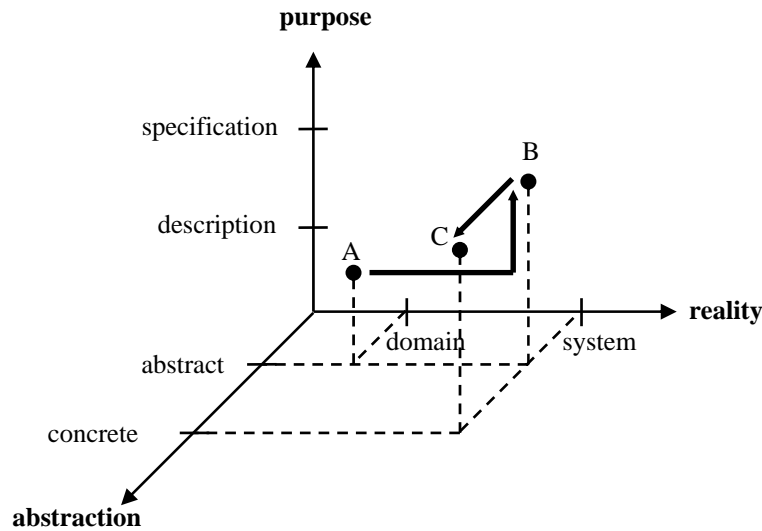 purpose
specification
B
description
C
A
reality
domain
system
abstract
concrete
abstraction